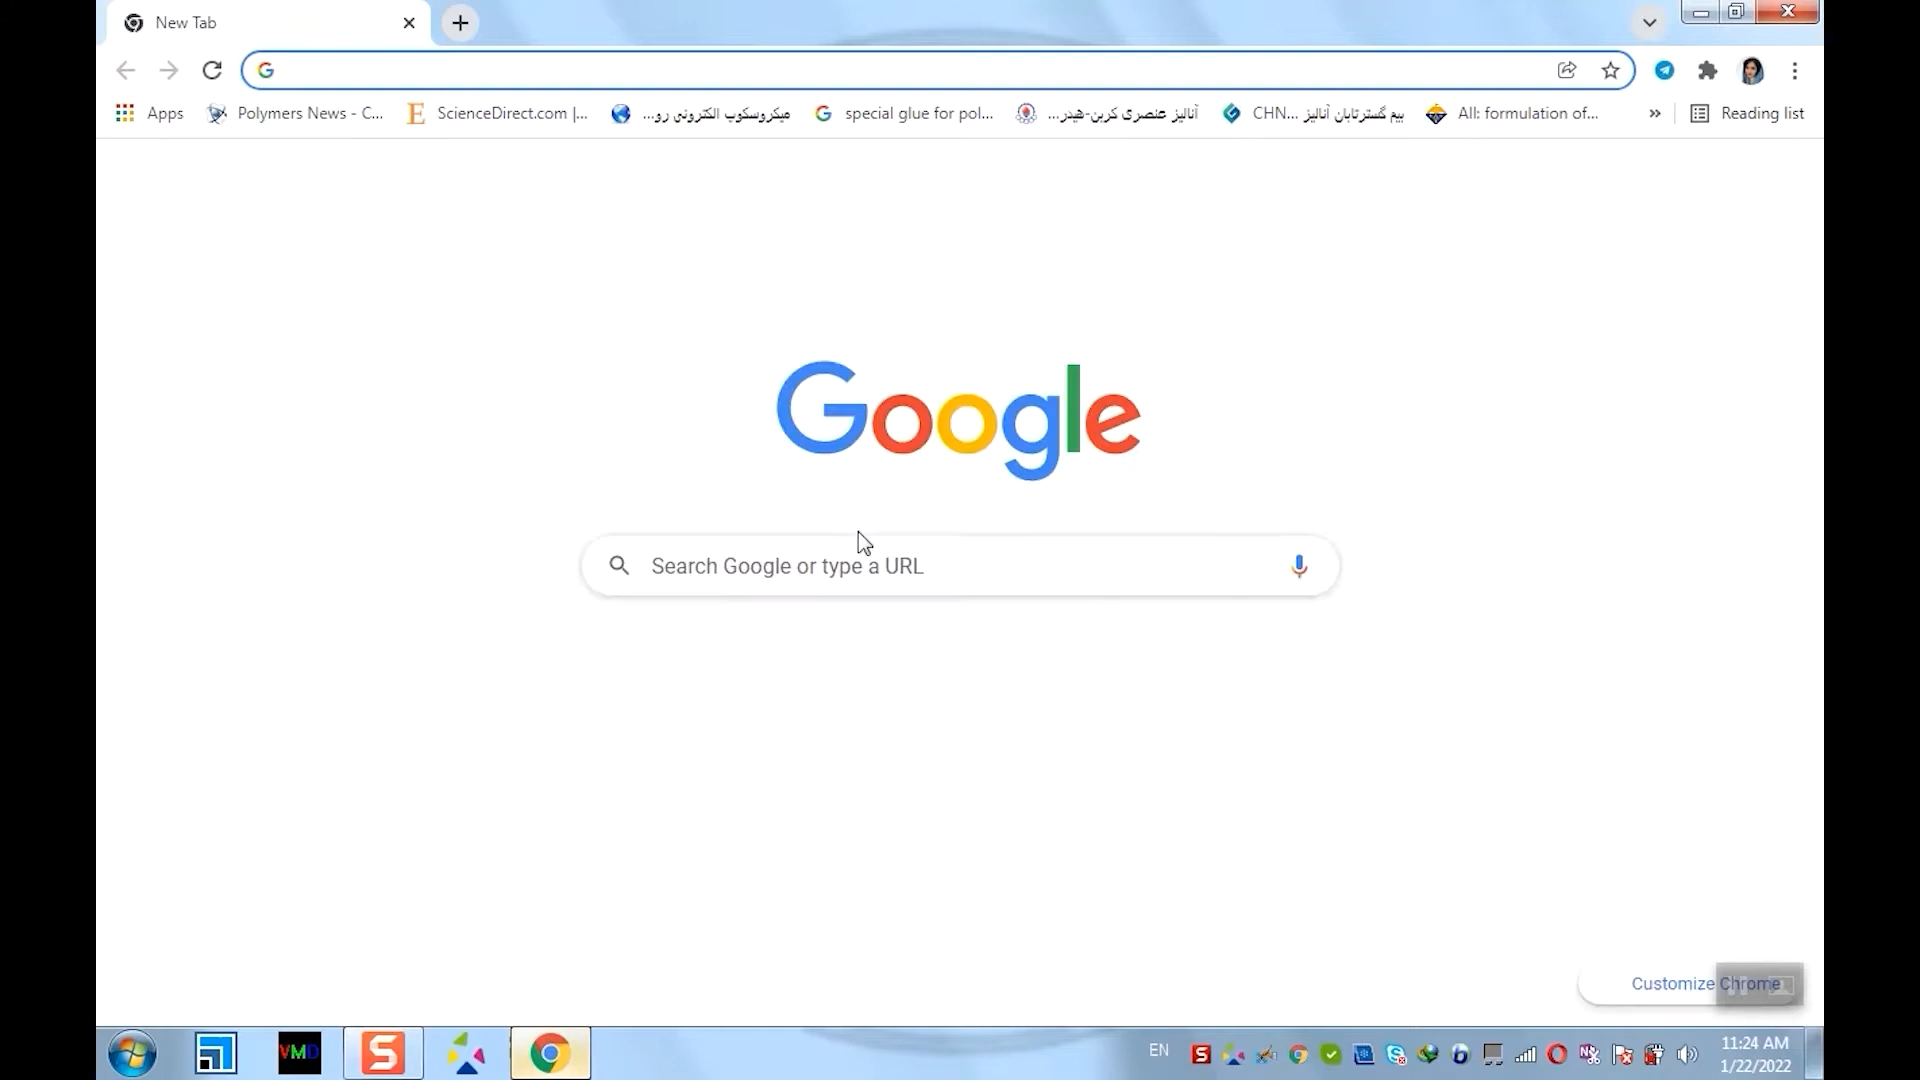 New Tab
Apps
Polymers News - C...
ScienceDirect.com |...
میکروسکوپ الکترونی رو...
special glue for pol...
آنالیز عنصری کربن-هیدر...
بیم گسترتابان آنالیز CHN...
All: formulation of...
»
Reading list
Google
Search Google or type a URL
Customize Chrome
VMD
S
EN
11:24 AM
1/22/2022